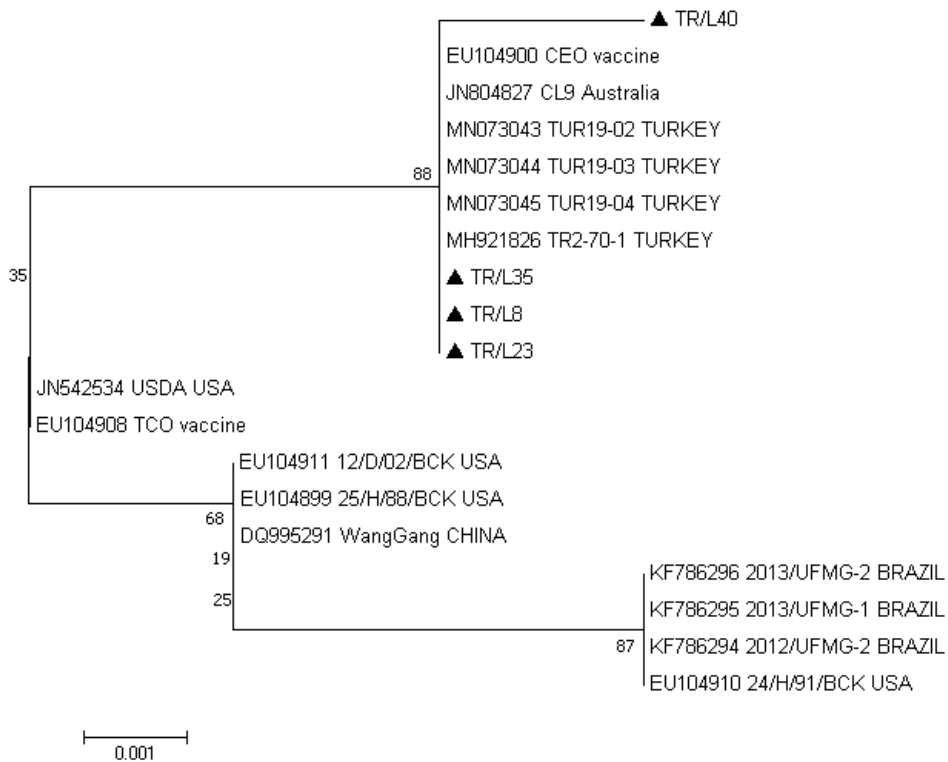 ▲ TR/L40
EU104900 CEO vaccine
JN804827 CL9 Australia
MN073043 TUR19-02 TURKEY
MN073044 TUR19-03 TURKEY
88
MN073045 TUR19-04 TURKEY
MH921826 TR2-70-1 TURKEY
35
▲ TR/L35
▲ TR/L8
▲ TR/L23
JN542534 USDA USA
EU104908 TCO vaccine
EU104911 12/D/02/BCK USA
EU104899 25/H/88/BCK USA
68
DQ995291 WangGang CHINA
19
KF786296 2013/UFMG-2 BRAZIL
25
KF786295 2013/UFMG-1 BRAZIL
87
KF786294 2012/UFMG-2 BRAZIL
EU104910 24/H/91/BCK USA
0.001